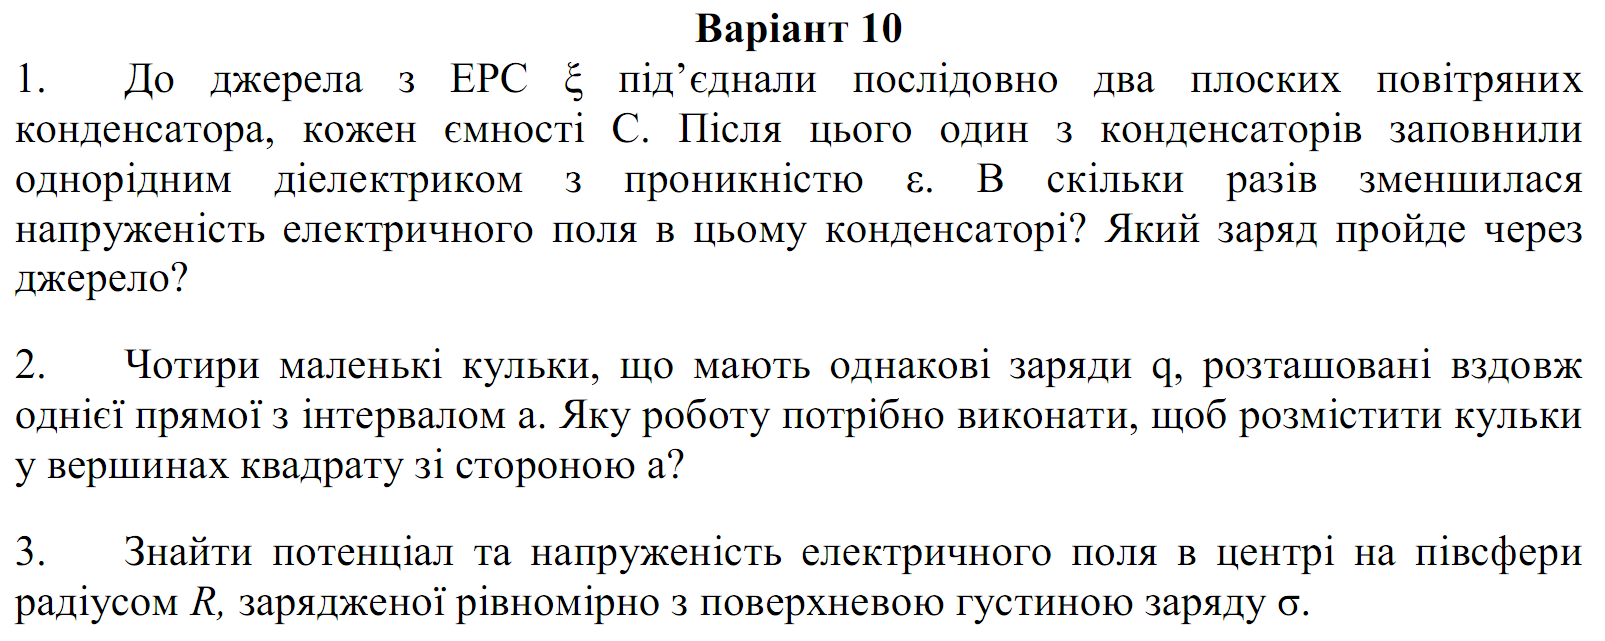 Варіант 10
1. До джерела з ЕРС ξ під’єднали послідовно два плоских повітряних
конденсатора, кожен ємності С. Після цього один з конденсаторів заповнили
однорідним діелектриком з проникністю ε. В скільки разів зменшилася
напруженість електричного поля в цьому конденсаторі? Який заряд пройде через
джерело?
2. Чотири маленькі кульки, що мають однакові заряди q, розташовані вздовж
однієї прямої з інтервалом a. Яку роботу потрібно виконати, щоб розмістити кульки
у вершинах квадрату зі стороною a?
3. Знайти потенціал та напруженість електричного поля в центрі на півсфери
радіусом R, зарядженої рівномірно з поверхневою густиною заряду σ.